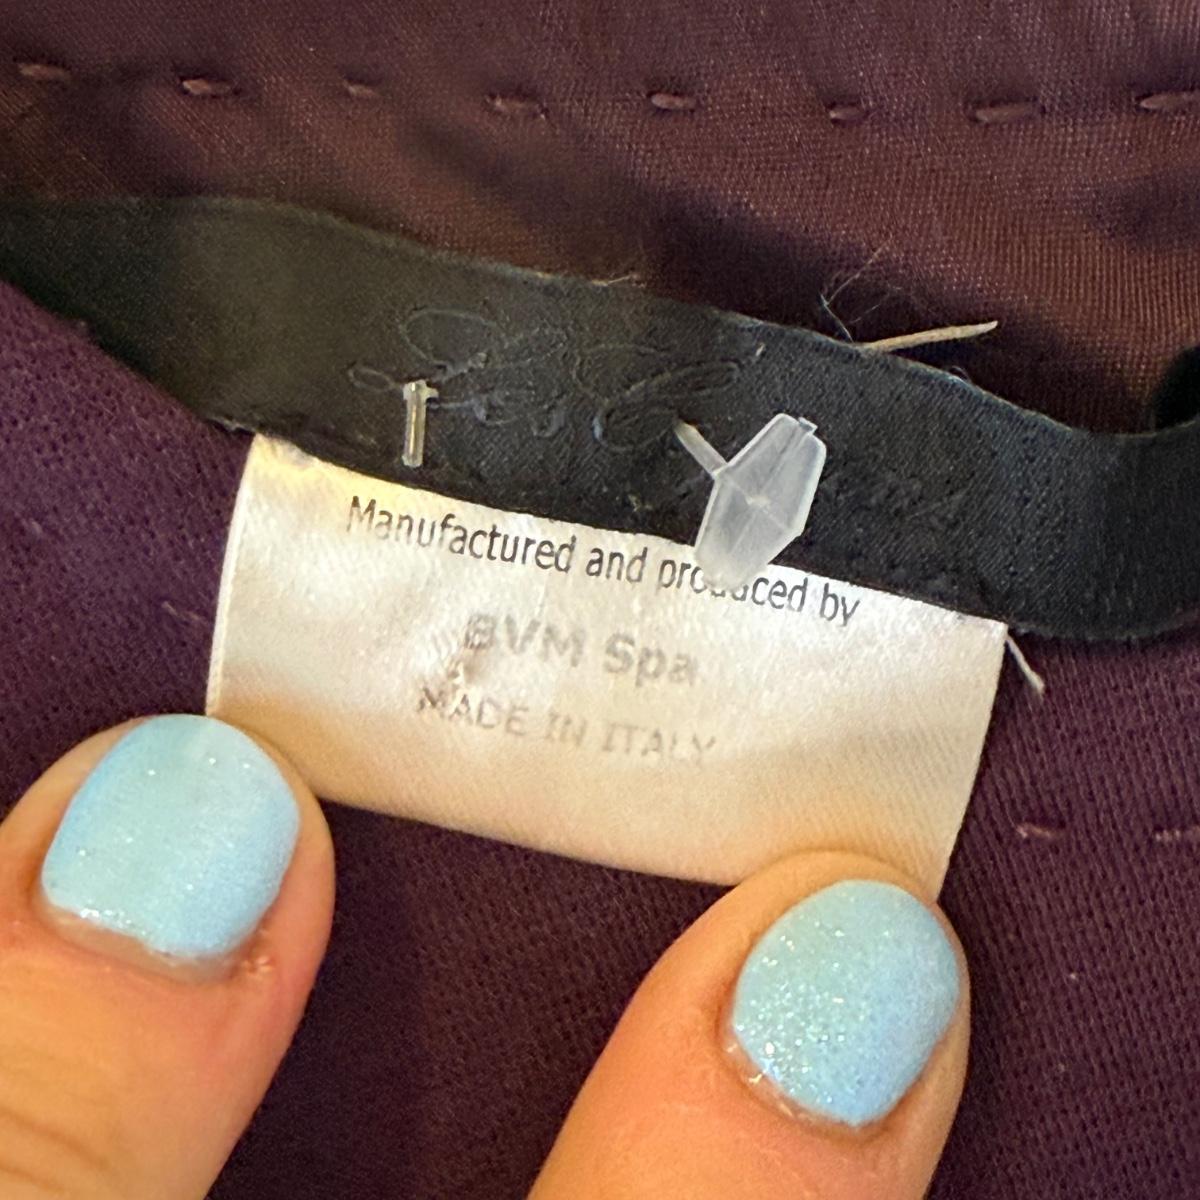 Manufactured and produced by
BVM Spa
MADE IN ITALY